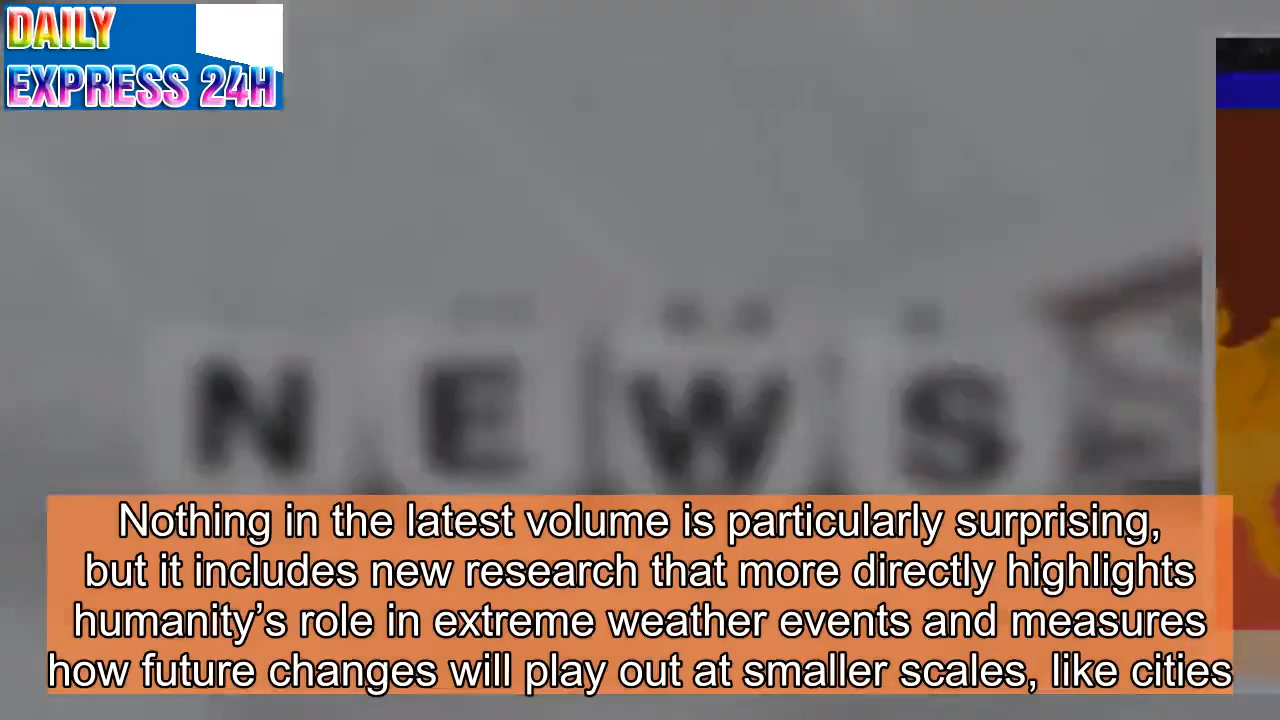 DAILY
EXPRESS 24H
NEWS
Nothing in the latest volume is particularly surprising,
but it includes new research that more directly highlights
humanity’s role in extreme weather events and measures
how future changes will play out at smaller scales, like cities